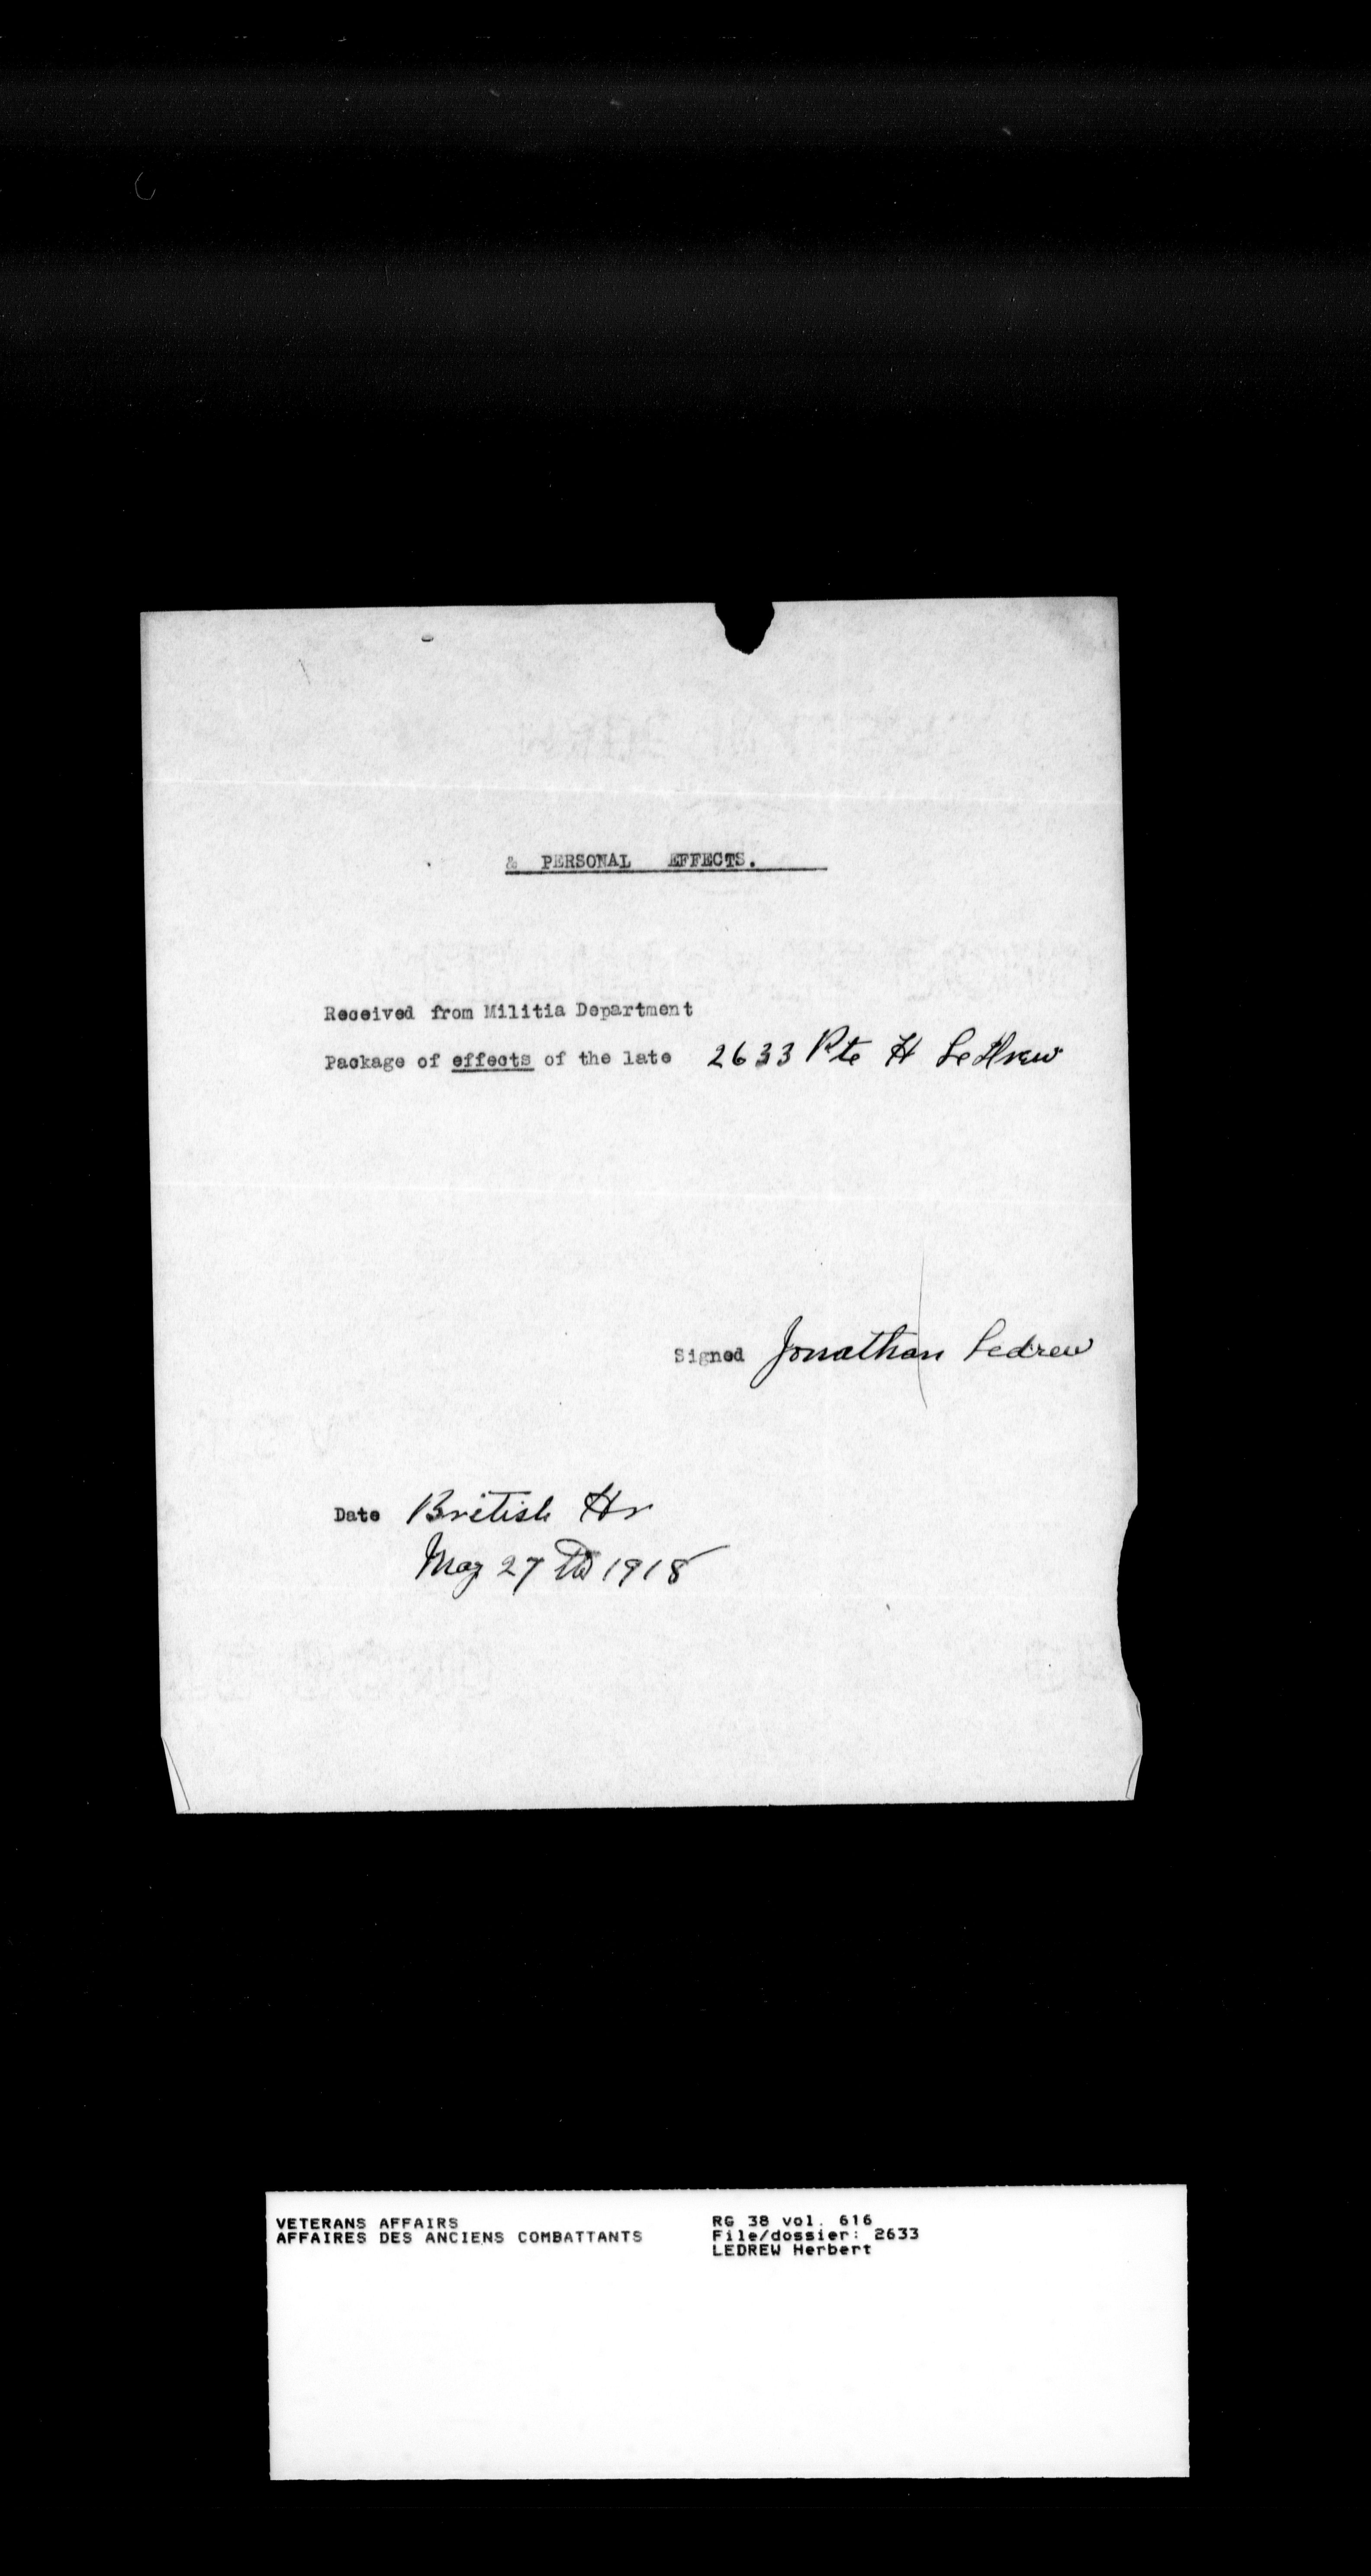 & PERSONAL EFFECTS.
Received from Militia Department
Package of effects of the late 2633 Pte H LeDrew
Signed Jonathan Ledrew
Date British Hr
May 27th 1918
VETERANS AFFAIRS RG 38 vol. 616
AFFAIRES DES ANCIENS COMBATTANTS File/dossier: 2633
LEDREW Herbert